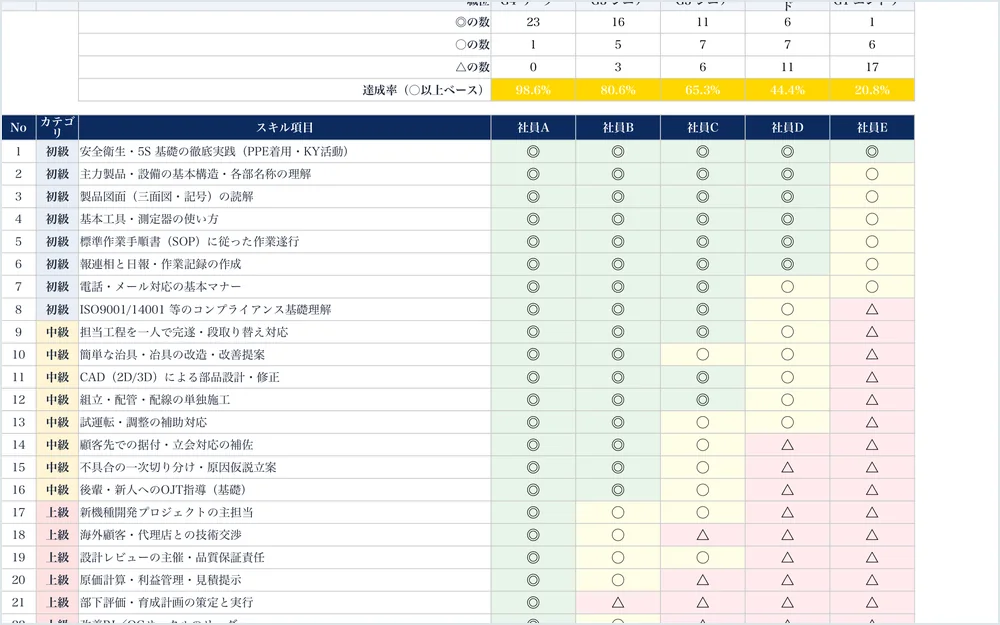 ◎の数 23 16 11 6 1
○の数 1 5 7 7 6
△の数 0 3 6 11 17
達成率（○以上ベース） 98.6% 80.6% 65.3% 44.4% 20.8%
No カテゴリ スキル項目 社員A 社員B 社員C 社員D 社員E
1 初級 安全衛生・5S 基礎の徹底実践（PPE着用・KY活動） ◎ ◎ ◎ ◎ ◎
2 初級 主力製品・設備の基本構造・各部名称の理解 ◎ ◎ ◎ ◎ ○
3 初級 製品図面（三面図・記号）の読解 ◎ ◎ ◎ ◎ ○
4 初級 基本工具・測定器の使い方 ◎ ◎ ◎ ◎ ○
5 初級 標準作業手順書（SOP）に従った作業遂行 ◎ ◎ ◎ ◎ ○
6 初級 報連相と日報・作業記録の作成 ◎ ◎ ◎ ◎ ○
7 初級 電話・メール対応の基本マナー ◎ ◎ ◎ ○ ○
8 初級 ISO9001/14001 等のコンプライアンス基礎理解 ◎ ◎ ◎ ○ △
9 中級 担当工程を一人で完遂・段取り替え対応 ◎ ◎ ◎ ○ △
10 中級 簡単な治具・冶具の改造・改善提案 ◎ ◎ ○ ○ △
11 中級 CAD（2D/3D）による部品設計・修正 ◎ ◎ ◎ ○ △
12 中級 組立・配管・配線の単独施工 ◎ ◎ ◎ ○ △
13 中級 試運転・調整の補助対応 ◎ ◎ ○ ○ △
14 中級 顧客先での据付・立会対応の補佐 ◎ ◎ ○ △ △
15 中級 不具合の一次切り分け・原因仮説立案 ◎ ◎ ○ △ △
16 中級 後輩・新人へのOJT指導（基礎） ◎ ◎ ○ △ △
17 上級 新機種開発プロジェクトの主担当 ◎ ○ ○ △ △
18 上級 海外顧客・代理店との技術交渉 ◎ ○ △ △ △
19 上級 設計レビューの主催・品質保証責任 ◎ ○ ○ △ △
20 上級 原価計算・利益管理・見積提示 ◎ ○ △ △ △
21 上級 部下評価・育成計画の策定と実行 ◎ △ △ △ △